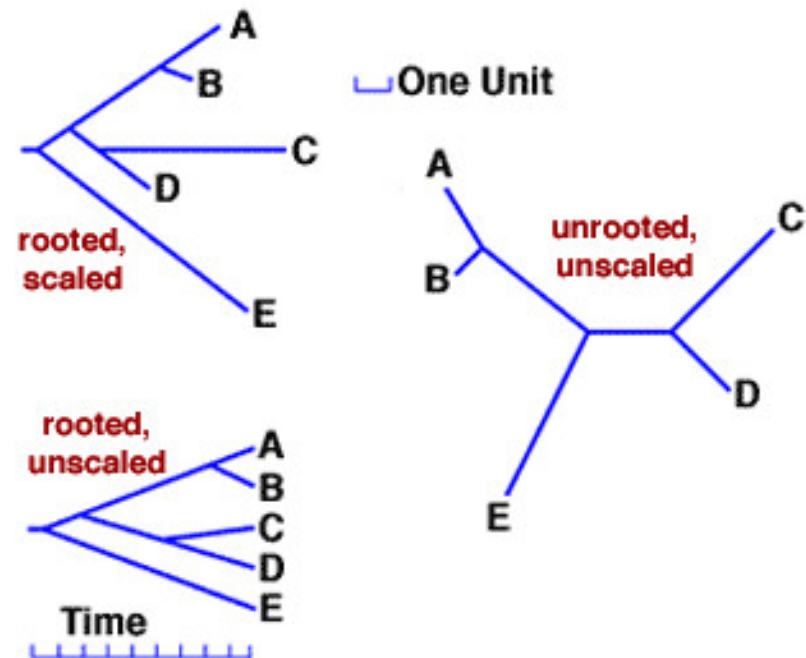 A
B
One Unit
C
D
rooted,
scaled
E
A
B
unrooted,
unscaled
C
D
E
rooted,
unscaled
A
B
C
D
E
Time